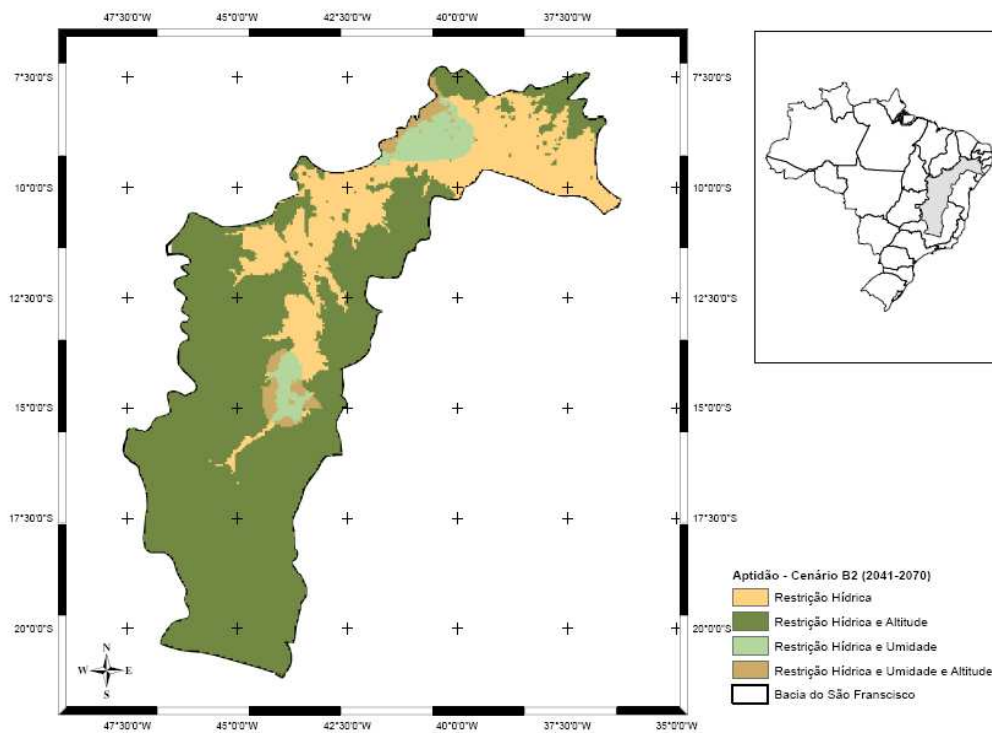 47°30'0"W 45°0'0"W 42°30'0"W 40°0'0"W 37°30'0"W
7°30'0"S 7°30'0"S
10°0'0"S 10°0'0"S
12°30'0"S 12°30'0"S
15°0'0"S 15°0'0"S
17°30'0"S 17°30'0"S
20°0'0"S 20°0'0"S
N
W E
S
47°30'0"W 45°0'0"W 42°30'0"W 40°0'0"W 37°30'0"W 35°0'0"W
Aptidão - Cenário B2 (2041-2070)
Restrição Hídrica
Restrição Hídrica e Altitude
Restrição Hídrica e Umidade
Restrição Hídrica e Umidade e Altitude
Bacia do São Franscisco